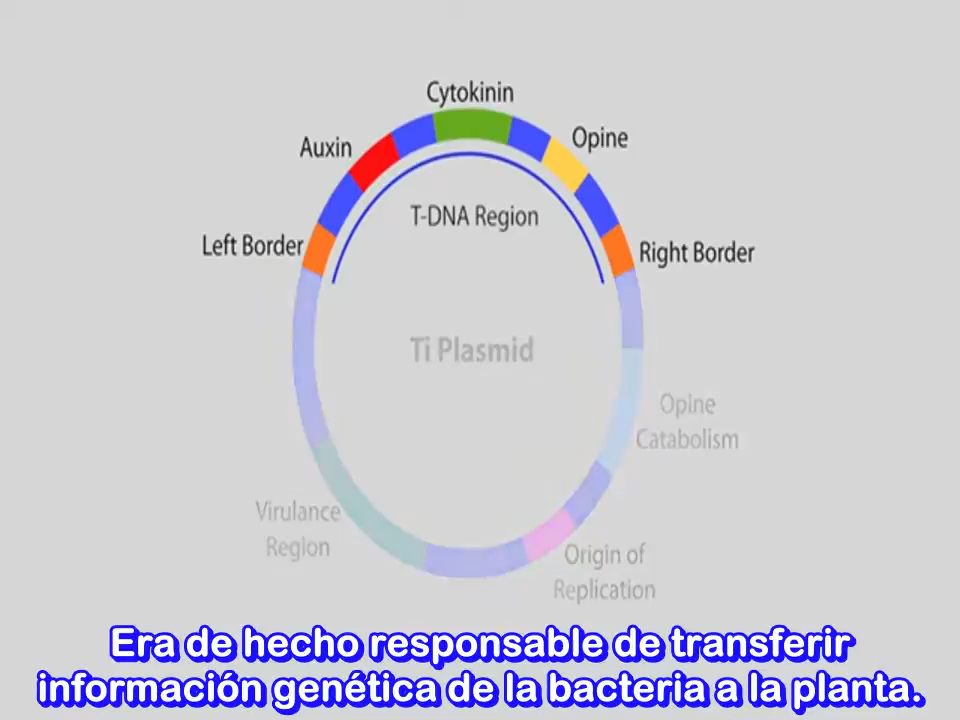 Cytokinin
Auxin
Opine
T-DNA Region
Left Border
Right Border
Ti Plasmid
Opine
Catabolism
Virulance
Region
Origin of
Replication
Era de hecho responsable de transferir
información genética de la bacteria a la planta.